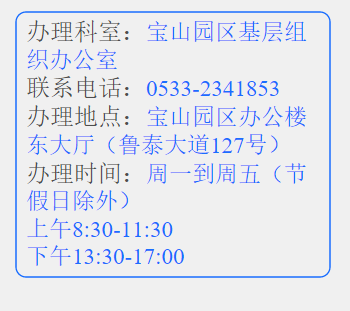 办理科室：宝山园区基层组
织办公室
联系电话：0533-2341853
办理地点：宝山园区办公楼
东大厅（鲁泰大道127号）
办理时间：周一到周五（节
假日除外）
上午8:30-11:30
下午13:30-17:00